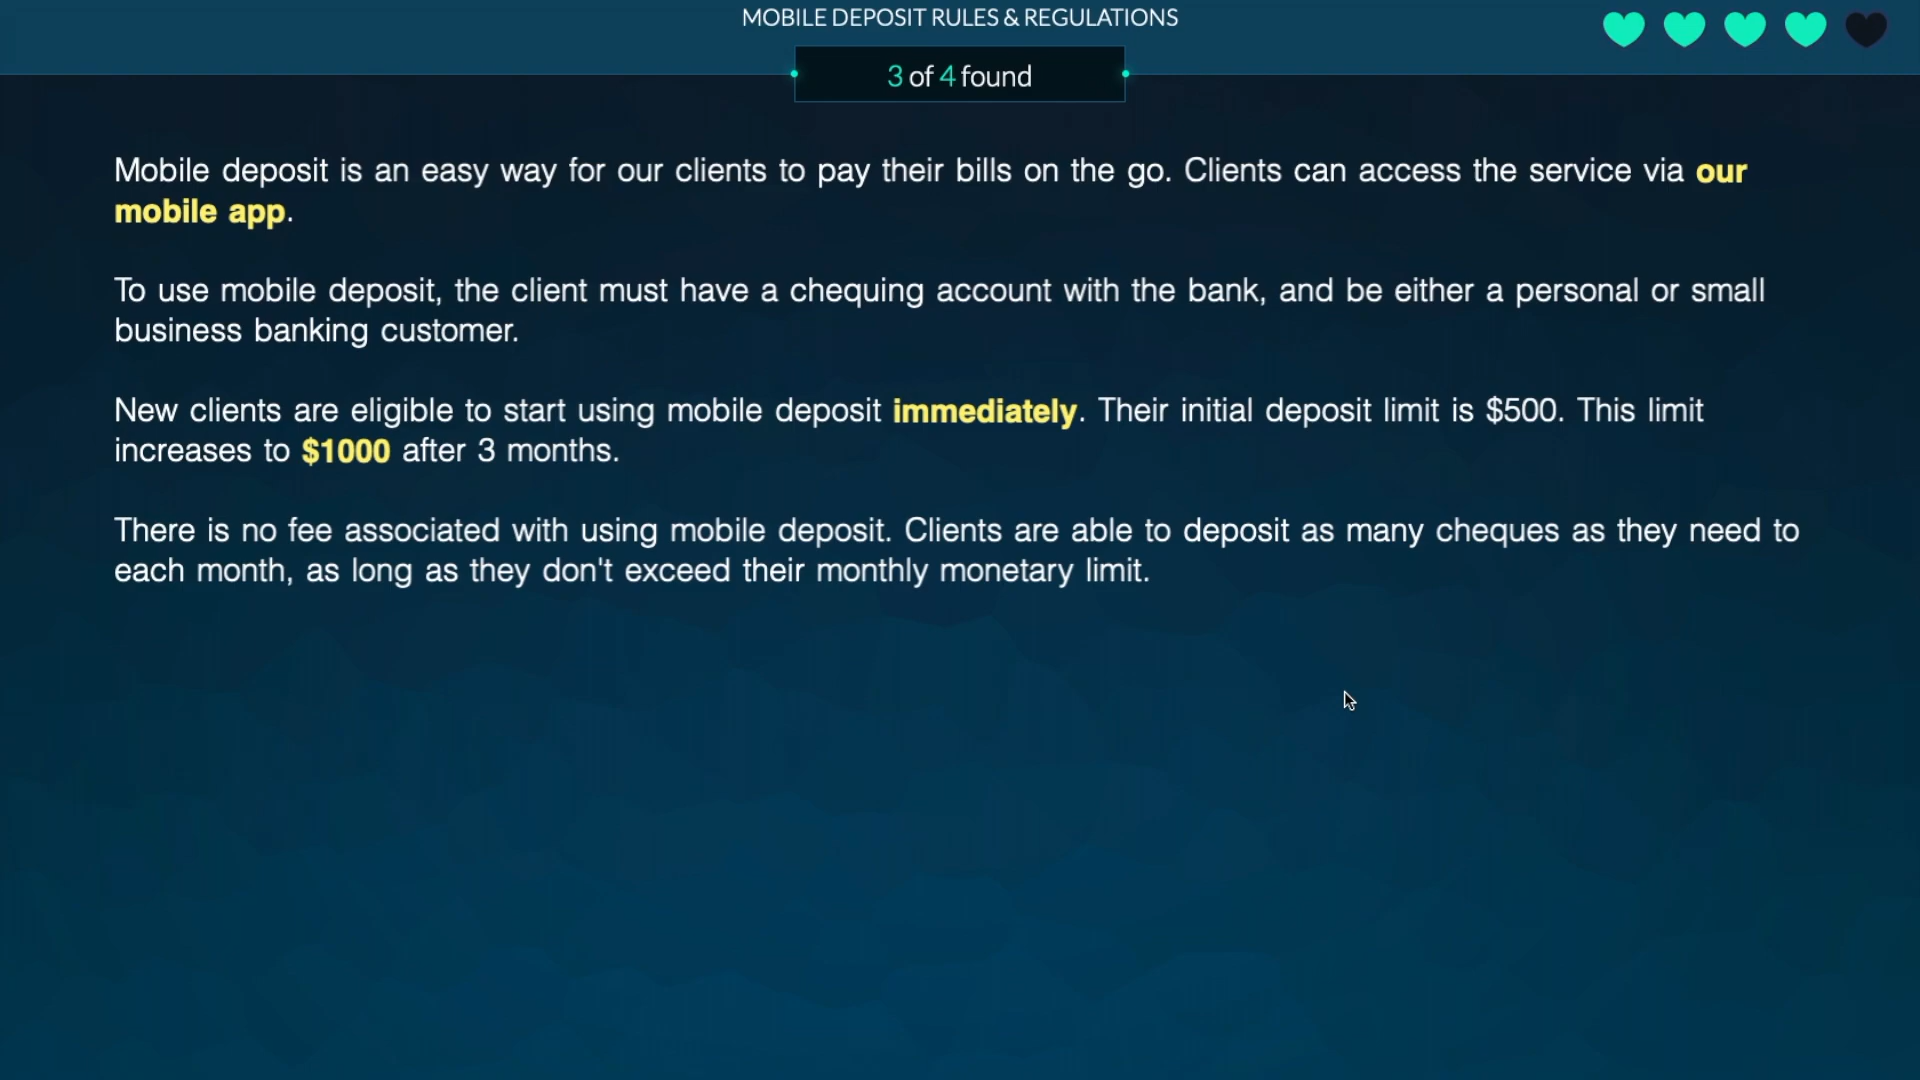 MOBILE DEPOSIT RULES & REGULATIONS
3 of 4 found
Mobile deposit is an easy way for our clients to pay their bills on the go. Clients can access the service via our
mobile app.
To use mobile deposit, the client must have a chequing account with the bank, and be either a personal or small
business banking customer.
New clients are eligible to start using mobile deposit immediately. Their initial deposit limit is $500. This limit
increases to $1000 after 3 months.
There is no fee associated with using mobile deposit. Clients are able to deposit as many cheques as they need to
each month, as long as they don't exceed their monthly monetary limit.